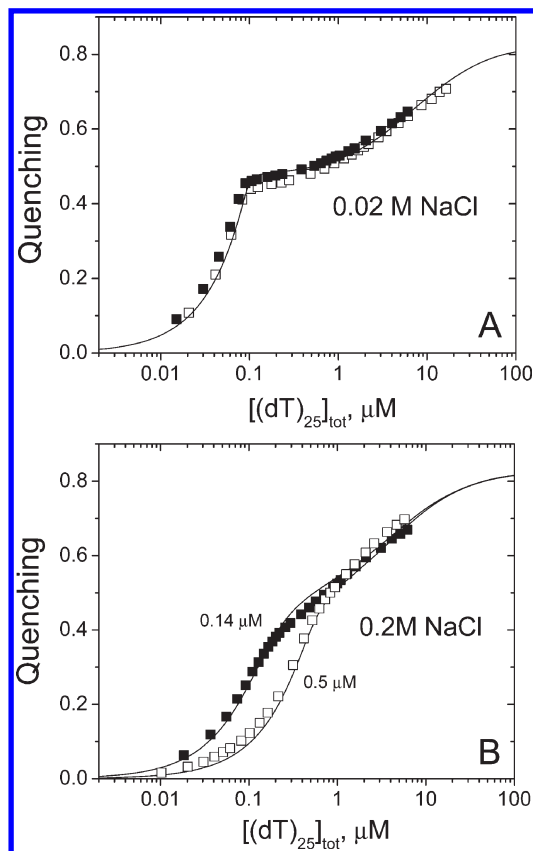 0.8
0.6
0.4
0.2
0.0
Quenching
0.02 M NaCl
A
0.01 0.1 1 10 100
[(dT)25]tot, μM
0.8
0.6
0.4
0.2
0.0
Quenching
0.14 μM
0.2M NaCl
0.5 μM
B
0.01 0.1 1 10 100
[(dT)25]tot, μM